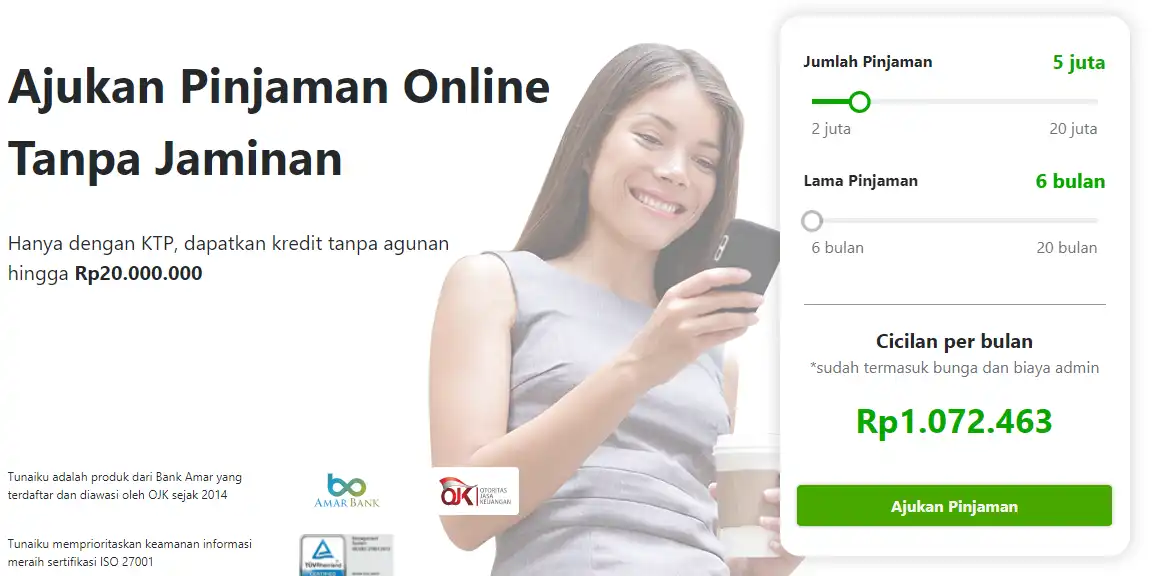 Ajukan Pinjaman Online
Tanpa Jaminan
Hanya dengan KTP, dapatkan kredit tanpa agunan
hingga Rp20.000.000
Tunaiku adalah produk dari Bank Amar yang
terdaftar dan diawasi oleh OJK sejak 2014
AMAR BANK
OJK
OTORITAS
JASA
KEUANGAN
Tunaiku memprioritaskan keamanan informasi
meraih sertifikasi ISO 27001
TÜVRheinland
CERTIFIED
Management
System
Jumlah Pinjaman
5 juta
2 juta
20 juta
Lama Pinjaman
6 bulan
6 bulan
20 bulan
Cicilan per bulan
*sudah termasuk bunga dan biaya admin
Rp1.072.463
Ajukan Pinjaman